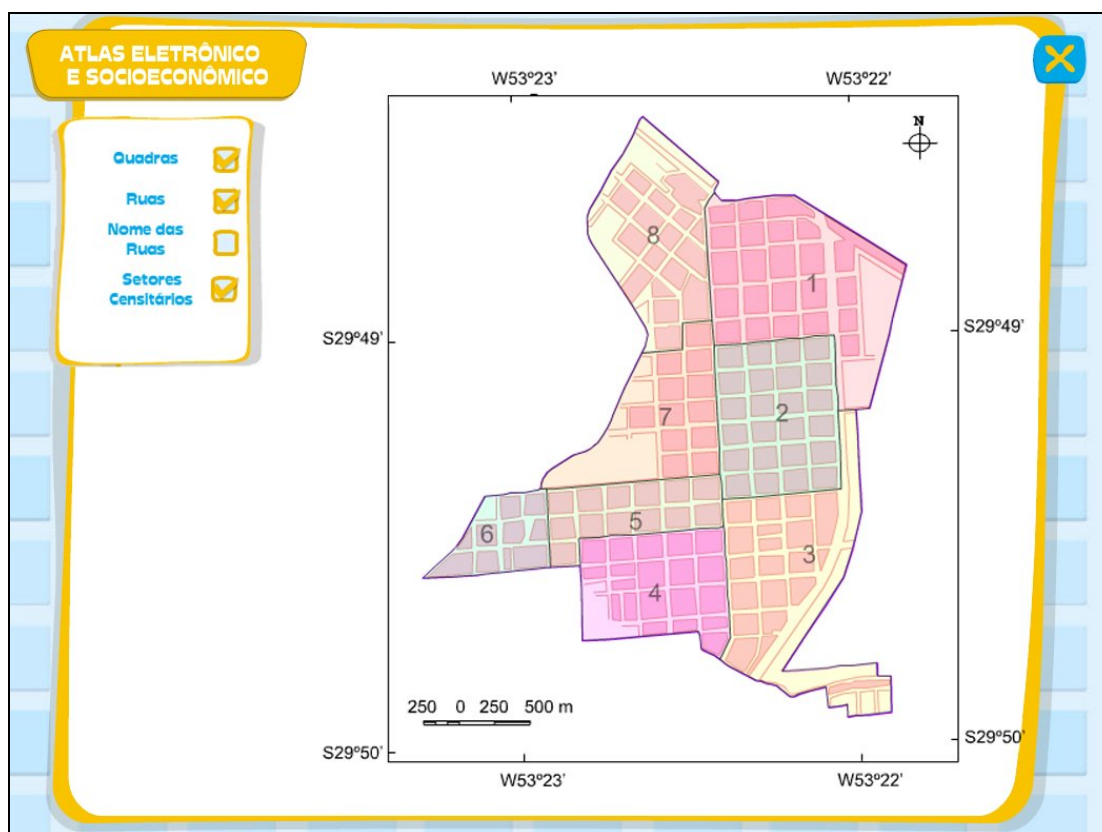 ATLAS ELETRÔNICO
E SOCIOECONÔMICO
Quadras
Ruas
Nome das
Ruas
Setores
Censitários
W53º23'
W53º22'
N
8
1
S29º49'
S29º49'
2
7
5
6
3
4
250 0 250 500 m
S29º50'
S29º50'
W53º23'
W53º22'